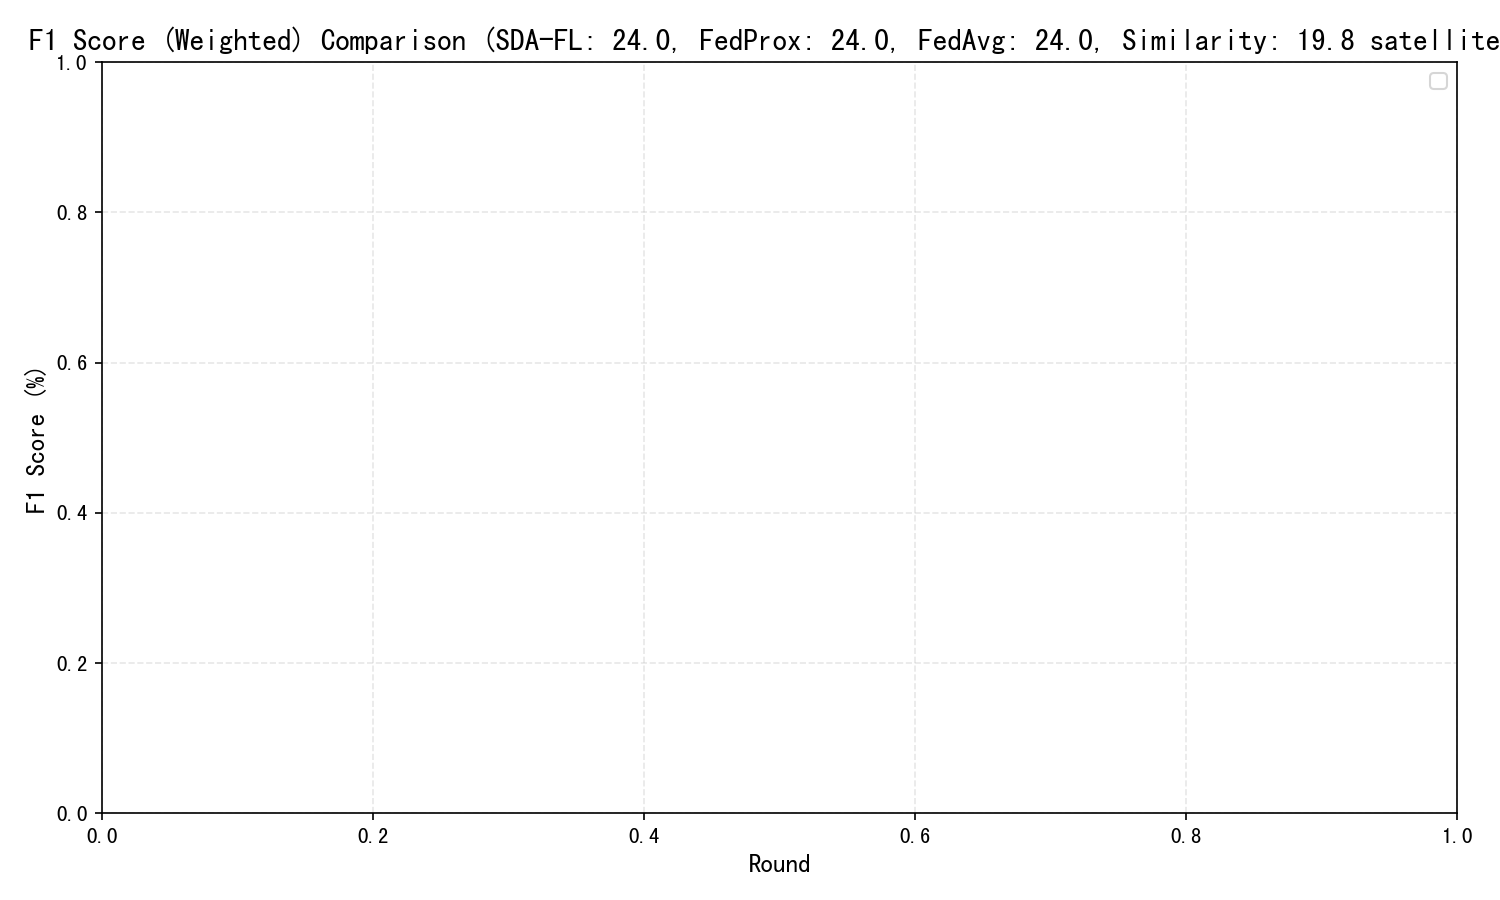 F1 Score (Weighted) Comparison (SDA-FL: 24.0, FedProx: 24.0, FedAvg: 24.0, Similarity: 19.8 satellite
1.0
0.8
0.6
0.4
0.2
0.0
F1 Score (%)
0.0 0.2 0.4 0.6 0.8 1.0
Round